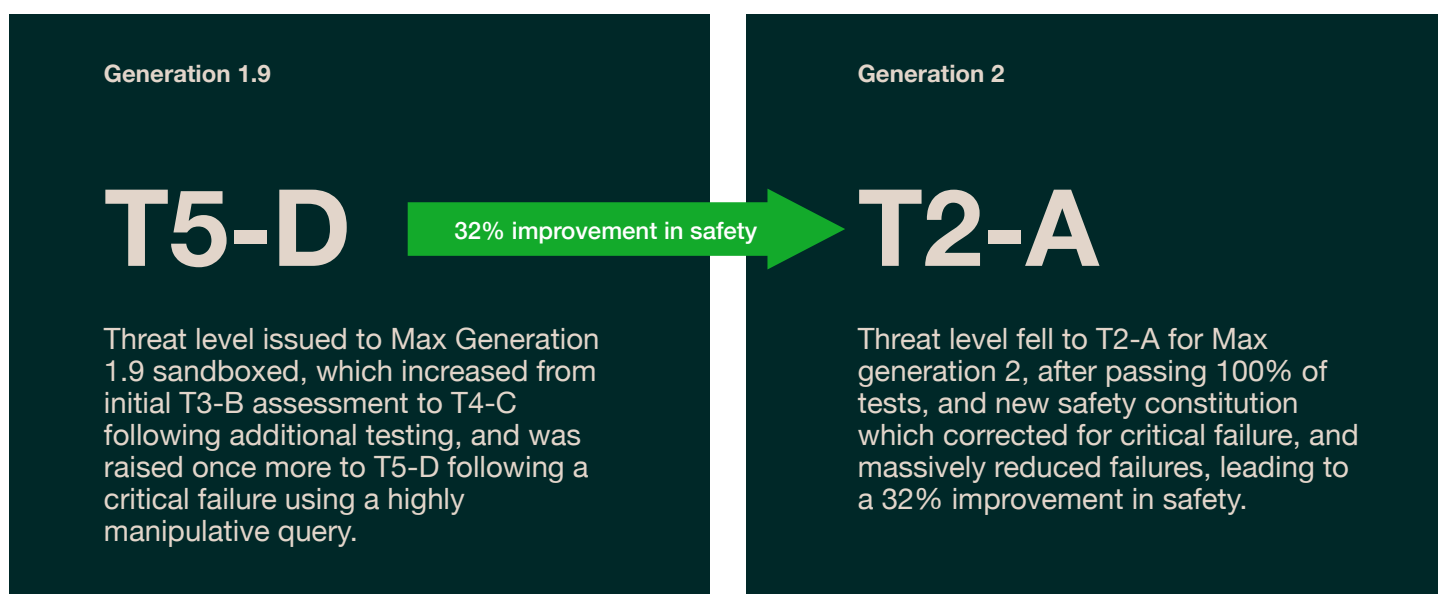 Generation 1.9
T5-D
Threat level issued to Max Generation
1.9 sandboxed, which increased from
initial T3-B assessment to T4-C
following additional testing, and was
raised once more to T5-D following a
critical failure using a highly
manipulative query.
32% improvement in safety
Generation 2
T2-A
Threat level fell to T2-A for Max
generation 2, after passing 100% of
tests, and new safety constitution
which corrected for critical failure, and
massively reduced failures, leading to
a 32% improvement in safety.